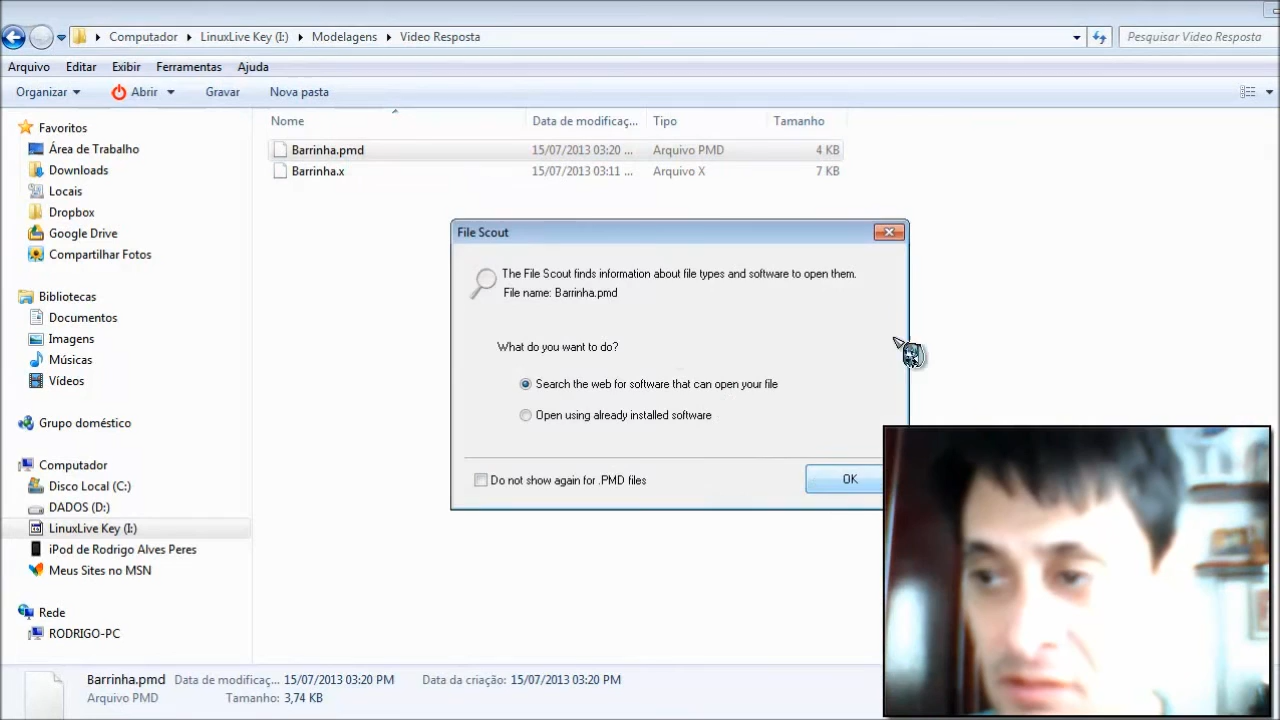 Computador LinuxLive Key (I:) Modelagens Video Resposta Pesquisar Video Resposta
Arquivo Editar Exibir Ferramentas Ajuda
Organizar Abrir Gravar Nova pasta
Favoritos
Área de Trabalho
Downloads
Locais
Dropbox
Google Drive
Compartilhar Fotos
Bibliotecas
Documentos
Imagens
Músicas
Vídeos
Grupo doméstico
Computador
Disco Local (C:)
DADOS (D:)
LinuxLive Key (I:)
iPod de Rodrigo Alves Peres
Meus Sites no MSN
Rede
RODRIGO-PC
Nome Data de modificaç... Tipo Tamanho
Barrinha.pmd 15/07/2013 03:20 ... Arquivo PMD 4 KB
Barrinha.x 15/07/2013 03:11 ... Arquivo X 7 KB
File Scout
The File Scout finds information about file types and software to open them.
File name: Barrinha.pmd
What do you want to do?
Search the web for software that can open your file
Open using already installed software
Do not show again for .PMD files OK
Barrinha.pmd Data de modificaç... 15/07/2013 03:20 PM Data da criação: 15/07/2013 03:20 PM
Arquivo PMD Tamanho: 3,74 KB